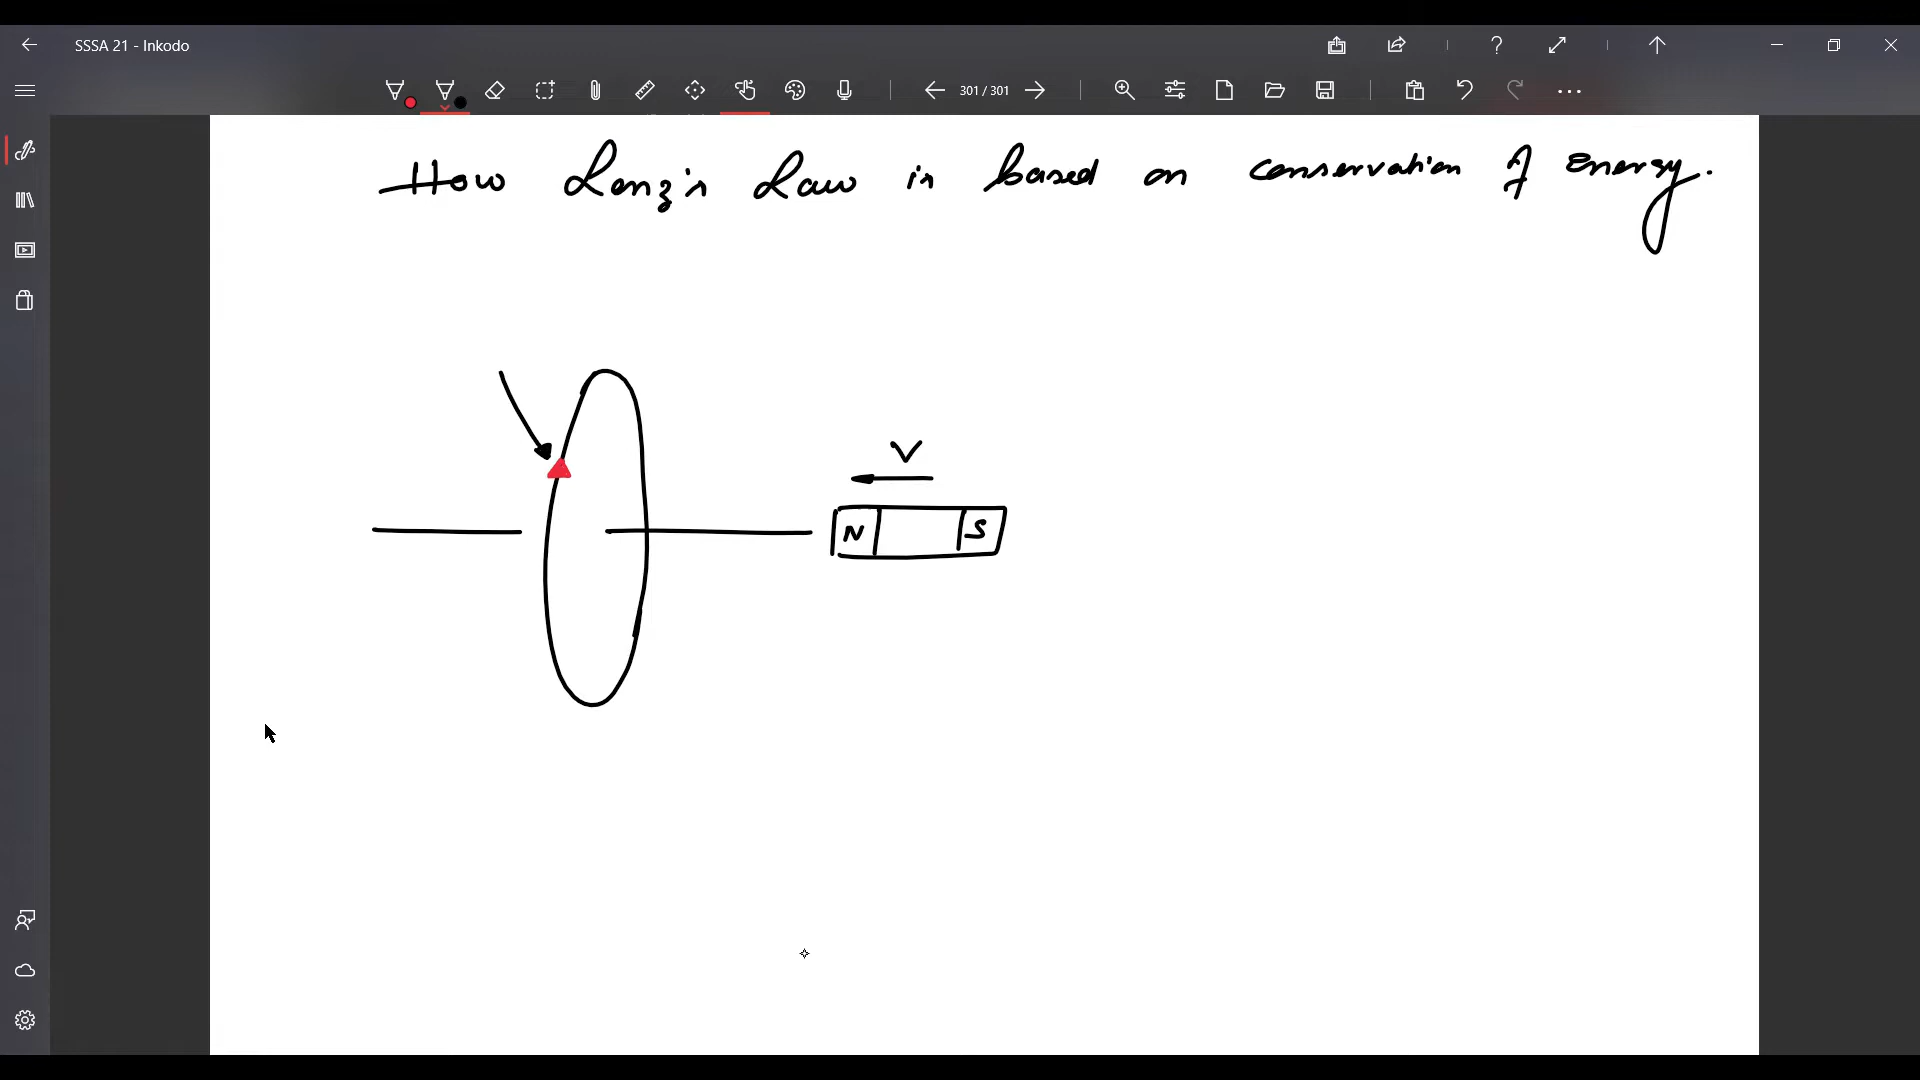 SSSA 21 - Inkodo
301 / 301
How Lenz's Law is based on conservation of Energy.
V
N S